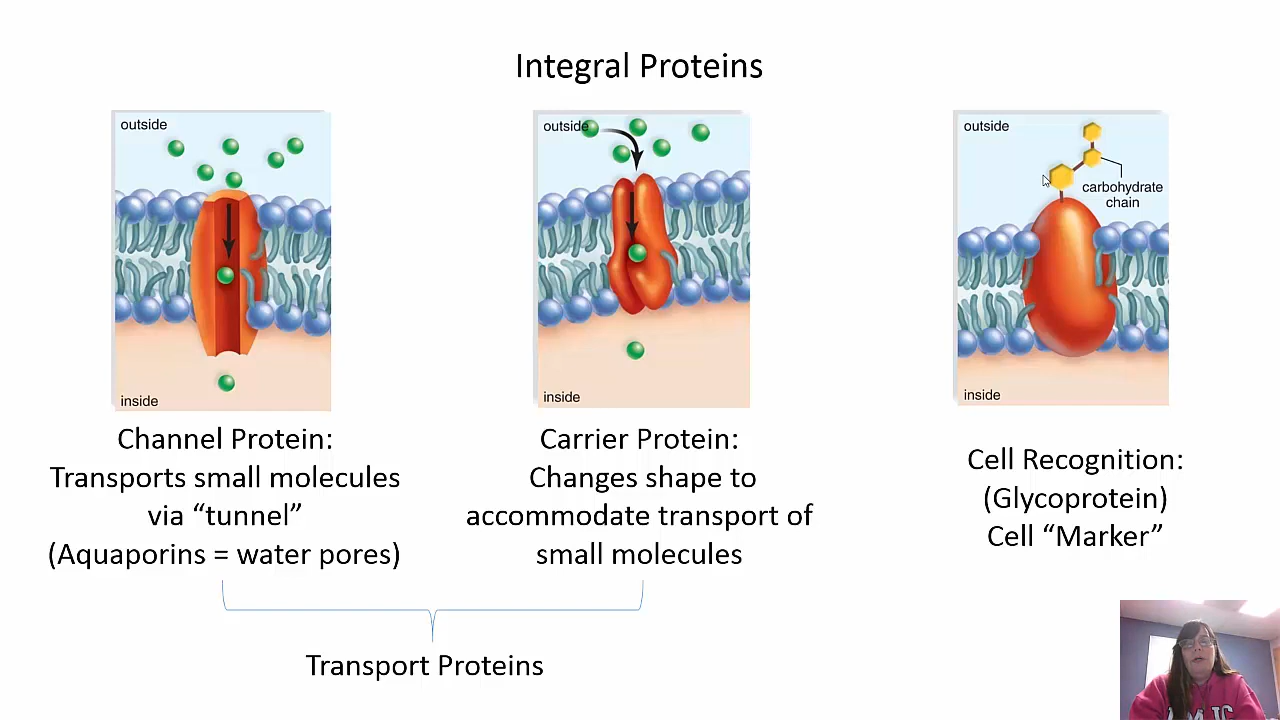 Integral Proteins
outside
inside
Channel Protein:
Transports small molecules
via “tunnel”
(Aquaporins = water pores)
outside
inside
Carrier Protein:
Changes shape to
accommodate transport of
small molecules
Transport Proteins
outside
carbohydrate
chain
inside
Cell Recognition:
(Glycoprotein)
Cell “Marker”